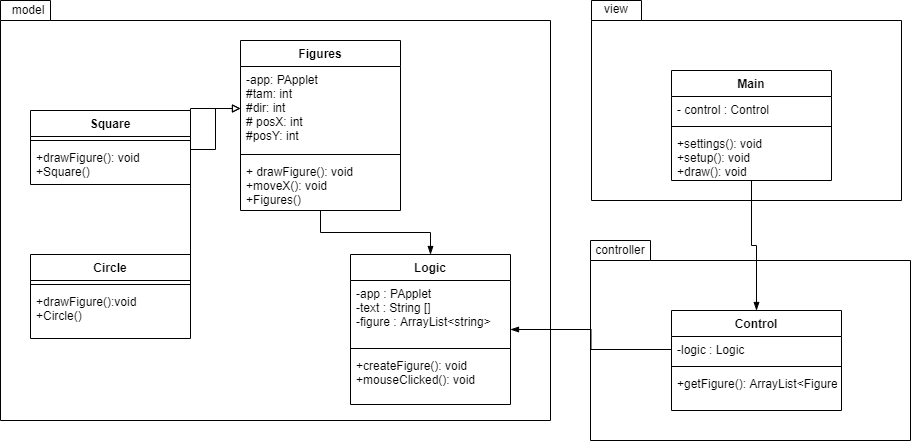 model
Figures
-app: PApplet
#tam: int
#dir: int
# posX: int
#posY: int
+ drawFigure(): void
+moveX(): void
+Figures()
Square
+drawFigure(): void
+Square()
Circle
+drawFigure():void
+Circle()
Logic
-app : PApplet
-text : String []
-figure : ArrayList<string>
+createFigure(): void
+mouseClicked(): void
view
Main
- control : Control
+settings(): void
+setup(): void
+draw(): void
controller
Control
-logic : Logic
+getFigure(): ArrayList<Figure